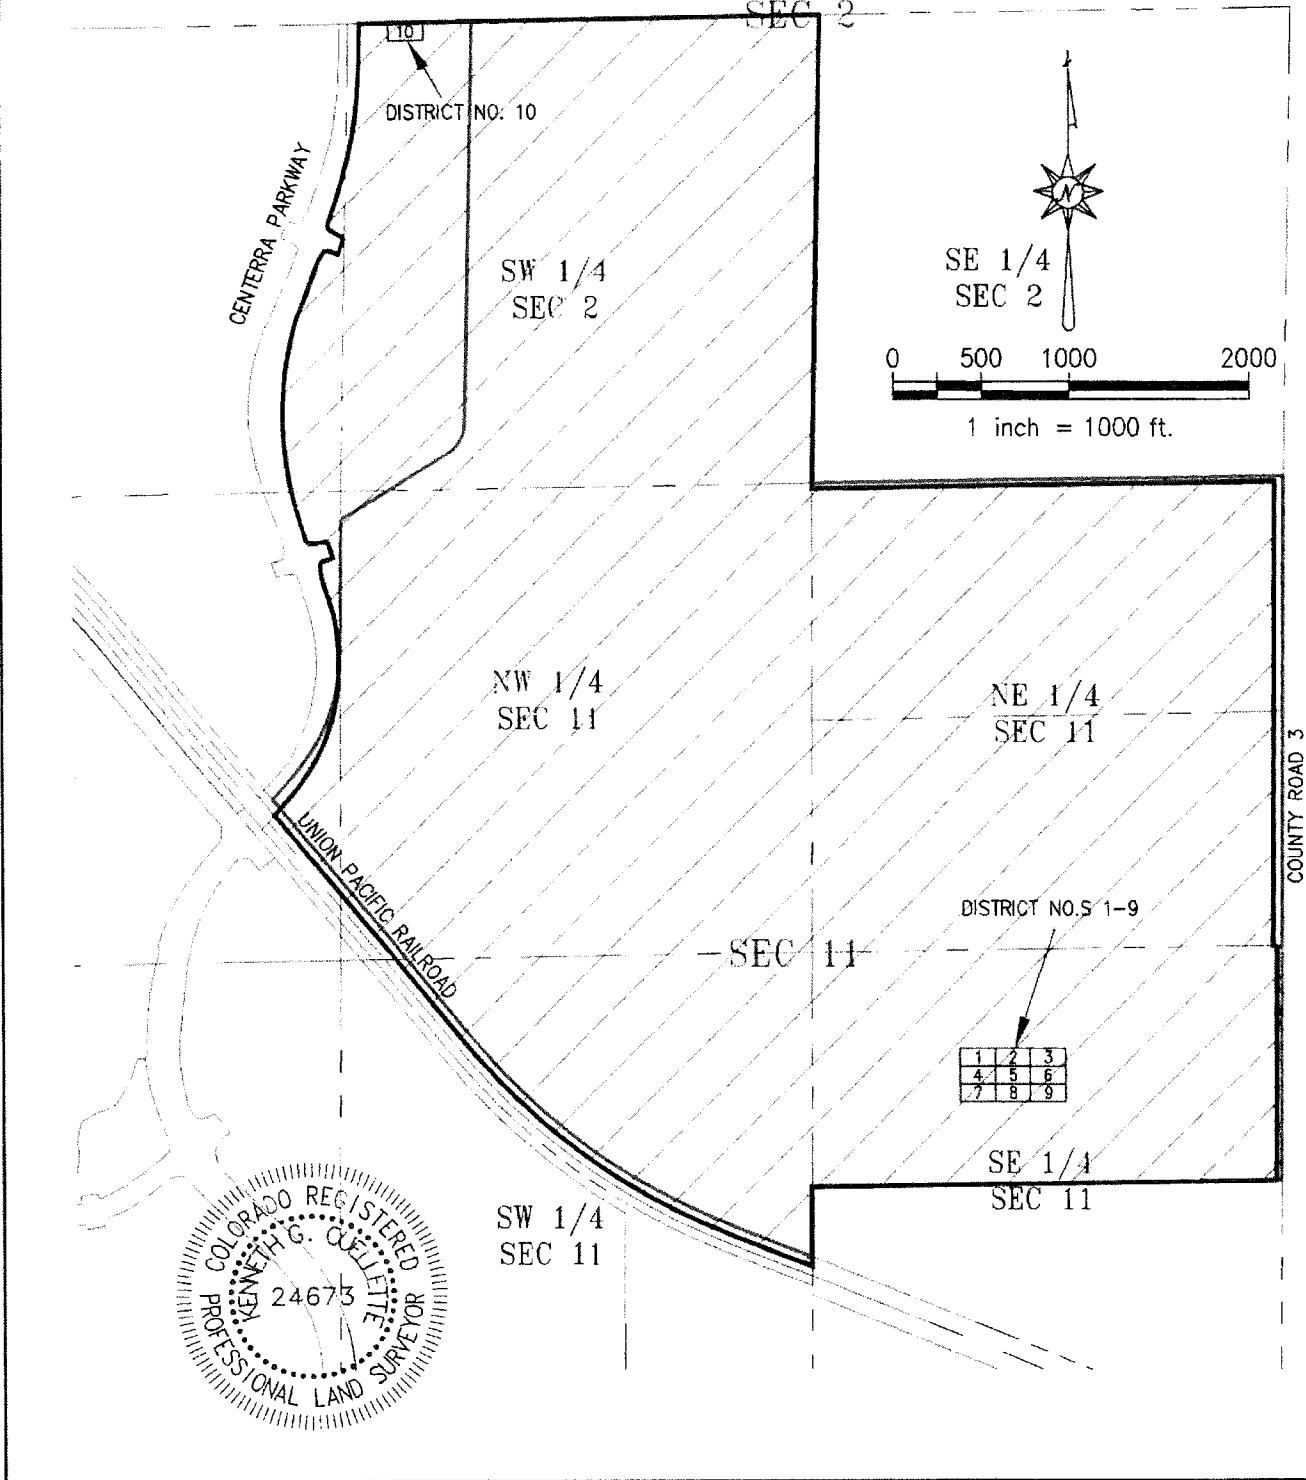 SEC 2
10
DISTRICT NO. 10
CENTERRA PARKWAY
SW 1/4
SEC 2
N
SE 1/4
SEC 2
0 500 1000 2000
1 inch = 1000 ft.
NW 1/4
SEC 11
NE 1/4
SEC 11
COUNTY ROAD 3
UNION PACIFIC RAILROAD
DISTRICT NO.S 1-9
SEC 11
1 2 3
4 5 6
7 8 9
SE 1/4
SEC 11
SW 1/4
SEC 11
COLORADO REGISTERED
KENNETH G. OUELLETTE
24673
PROFESSIONAL LAND SURVEYOR